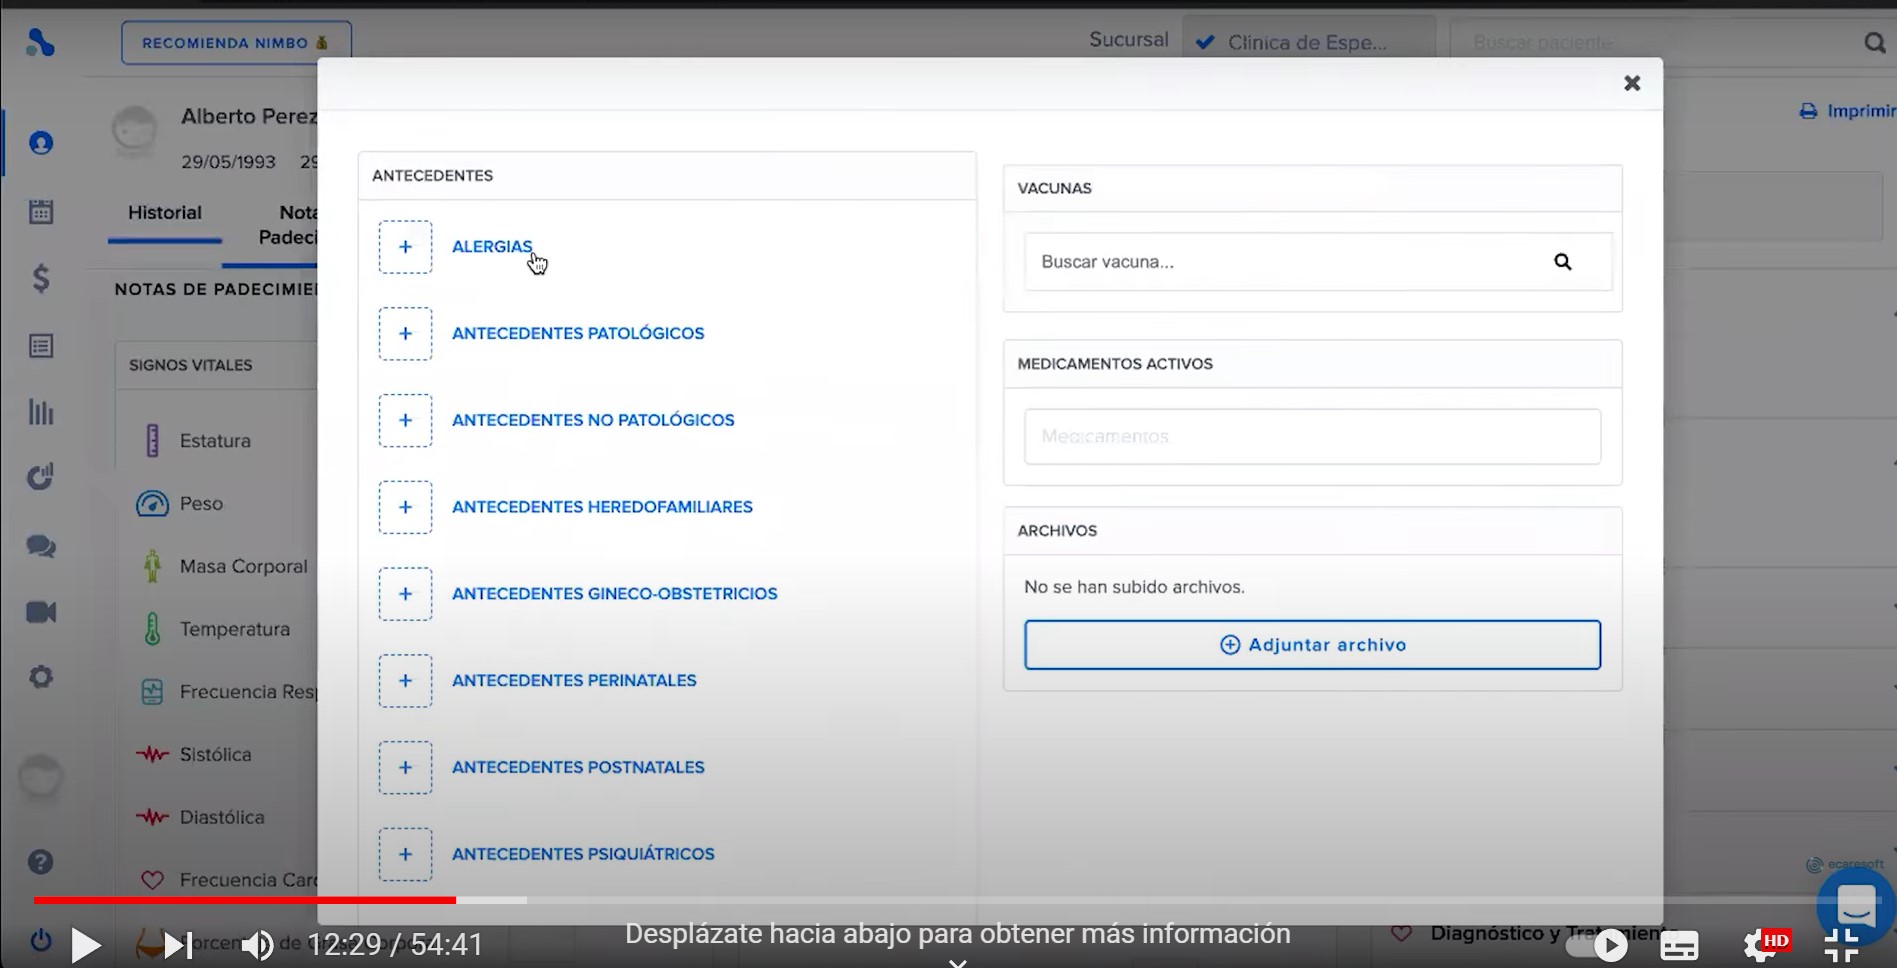 RECOMIENDA NIMBO
Sucursal
Clínica de Espe...
Buscar paciente
Alberto Perez
29/05/1993 29
Imprimir
Historial
Nota
Padeci
NOTAS DE PADECIMIE
SIGNOS VITALES
Estatura
Peso
Masa Corporal
Temperatura
Frecuencia Resp
Sistólica
Diastólica
Frecuencia Card
ANTECEDENTES
ALERGIAS
ANTECEDENTES PATOLÓGICOS
ANTECEDENTES NO PATOLÓGICOS
ANTECEDENTES HEREDOFAMILIARES
ANTECEDENTES GINECO-OBSTETRICIOS
ANTECEDENTES PERINATALES
ANTECEDENTES POSTNATALES
ANTECEDENTES PSIQUIÁTRICOS
VACUNAS
Buscar vacuna...
MEDICAMENTOS ACTIVOS
Medicamentos
ARCHIVOS
No se han subido archivos.
Adjuntar archivo
ecaresoft
12:29 / 54:41
Desplázate hacia abajo para obtener más información
Diagnóstico y Tratamiento
HD